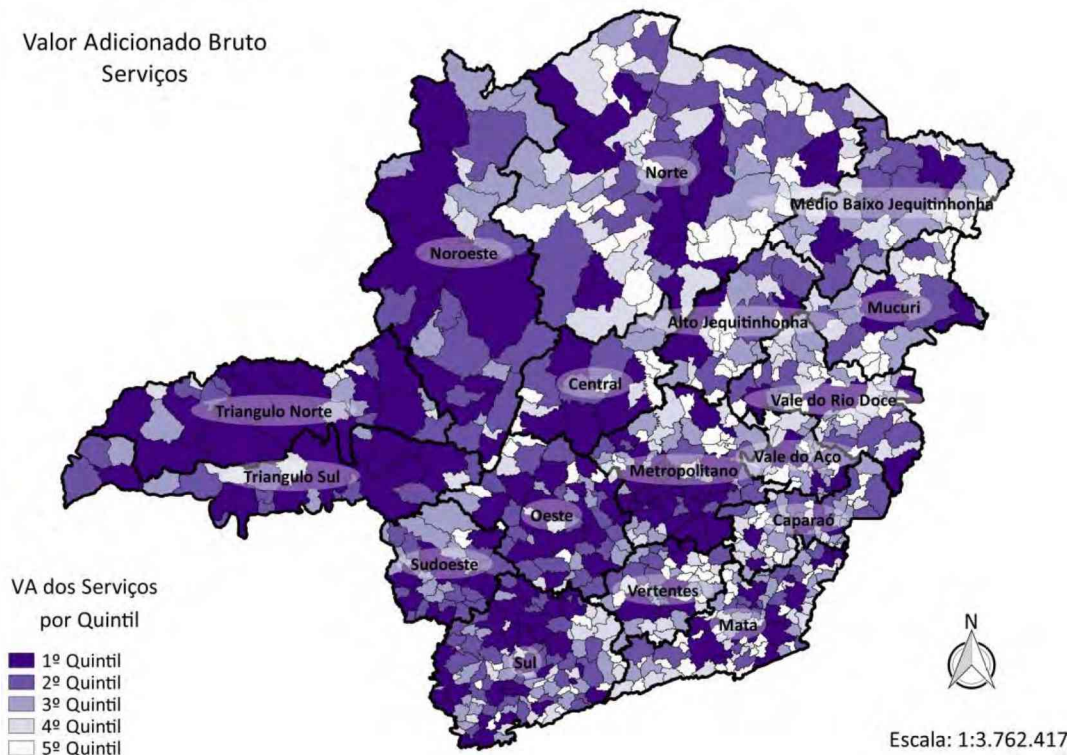 Valor Adicionado Bruto
Serviços
Norte
Médio Baixo Jequitinhonha
Noroeste
Mucuri
Alto Jequitinhonha
Central
Triangulo Norte
Vale do Rio Doce
Vale do Aço
Metropolitano
Triangulo Sul
Oeste
Caparaó
Sudoeste
Vertentes
Mata
Sul
VA dos Serviços
por Quintil
1º Quintil
2º Quintil
3º Quintil
4º Quintil
5º Quintil
N
Escala: 1:3.762.417